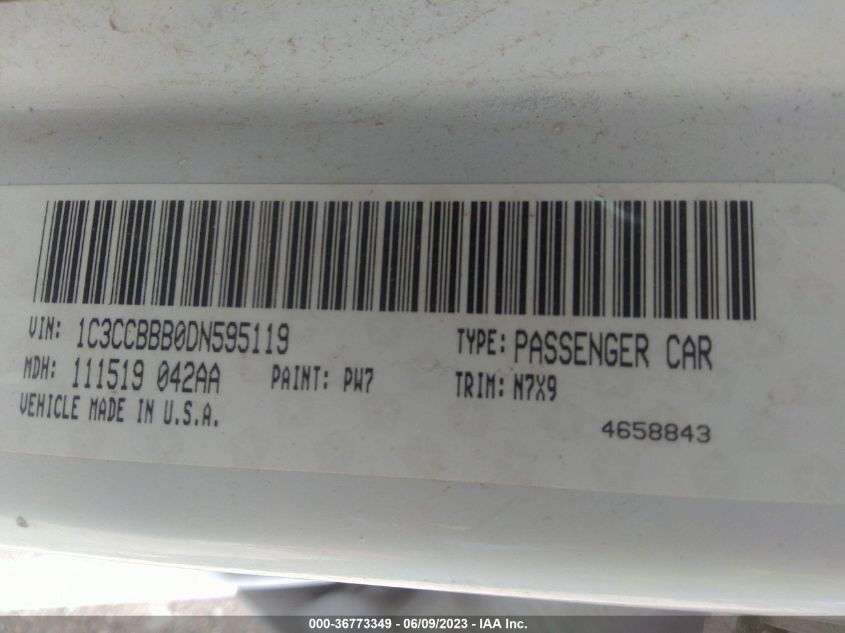 VIN: 1C3CCBBB0DN595119
TYPE: PASSENGER CAR
MDH: 111519 042AA
PAINT: PW7
TRIM: N7X9
VEHICLE MADE IN U.S.A.
4658843
000-36773349 / 06/09/2023 - IAA Inc.